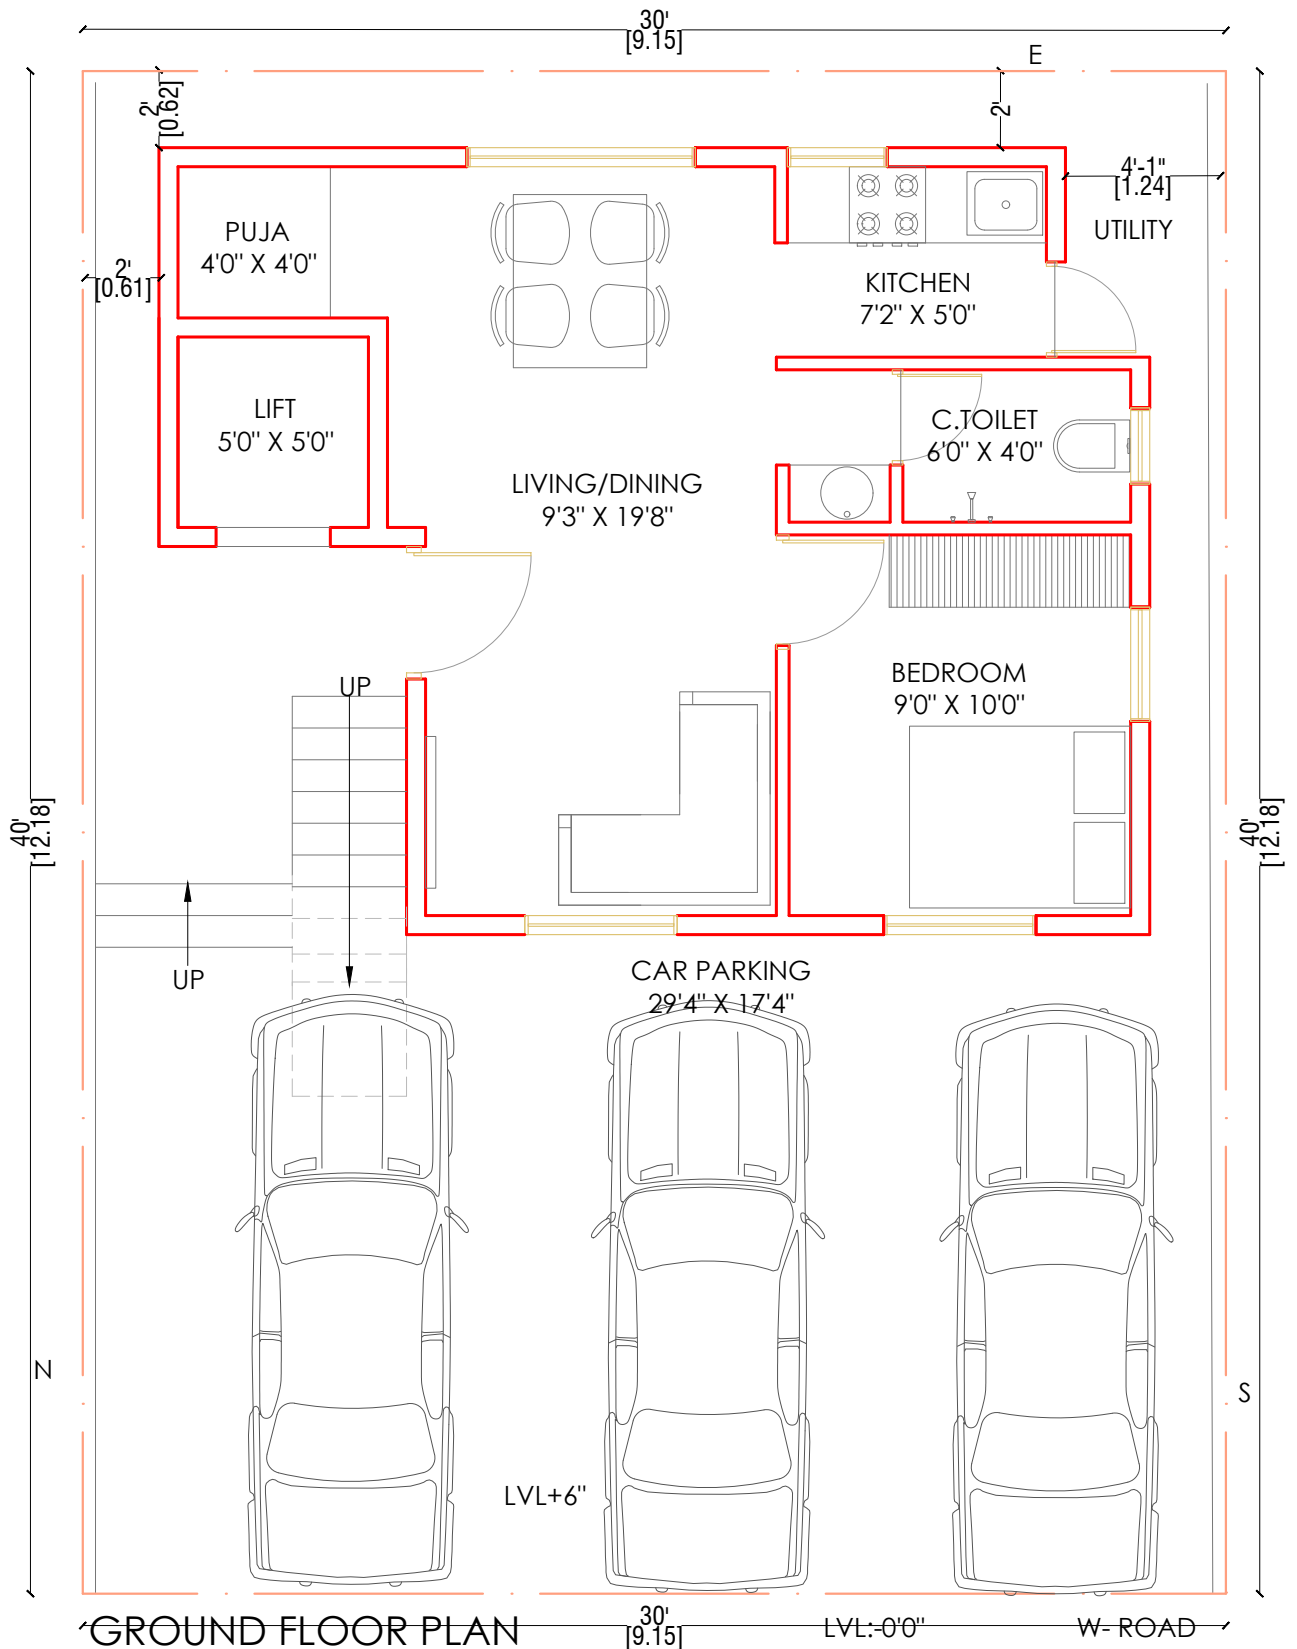 30'
[9.15]
E
2'
[0.62]
2'
4'-1"
[1.24]
UTILITY
PUJA
4'0" X 4'0"
2'
[0.61]
KITCHEN
7'2" X 5'0"
LIFT
5'0" X 5'0"
C.TOILET
6'0" X 4'0"
LIVING/DINING
9'3" X 19'8"
BEDROOM
9'0" X 10'0"
UP
40'
[12.18]
40'
[12.18]
UP
CAR PARKING
29'4" X 17'4"
N
S
LVL+6"
GROUND FLOOR PLAN
30'
[9.15]
LVL:-0'0"
W- ROAD